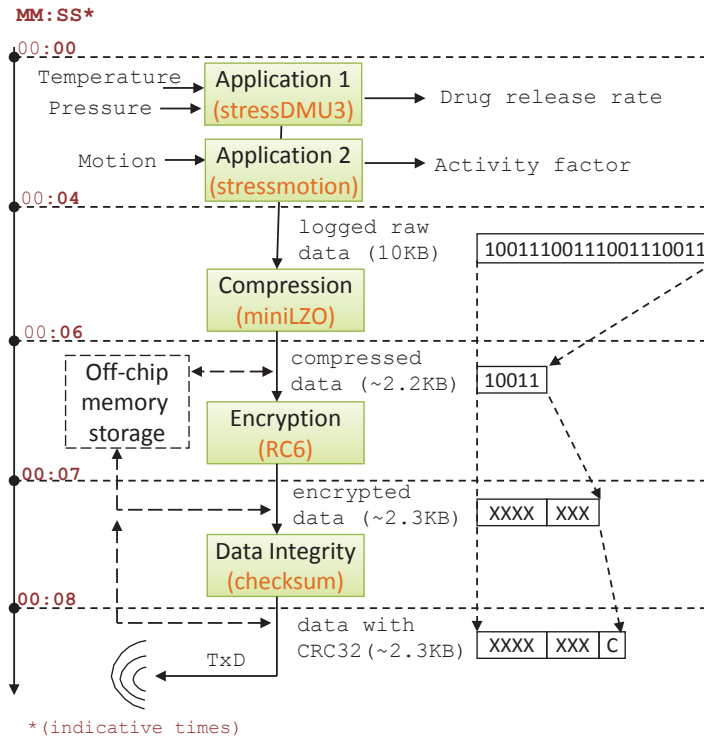 MM:SS*
00:00
Temperature
Pressure
Application 1
(stressDMU3)
Drug release rate
Motion
Application 2
(stressmotion)
Activity factor
00:04
logged raw
data (10KB)
10011100111001110011
Compression
(miniLZO)
00:06
Off-chip
memory
storage
compressed
data (~2.2KB)
10011
Encryption
(RC6)
00:07
encrypted
data (~2.3KB)
XXXX XXX
Data Integrity
(checksum)
00:08
data with
CRC32(~2.3KB)
XXXX XXX C
TxD
*(indicative times)